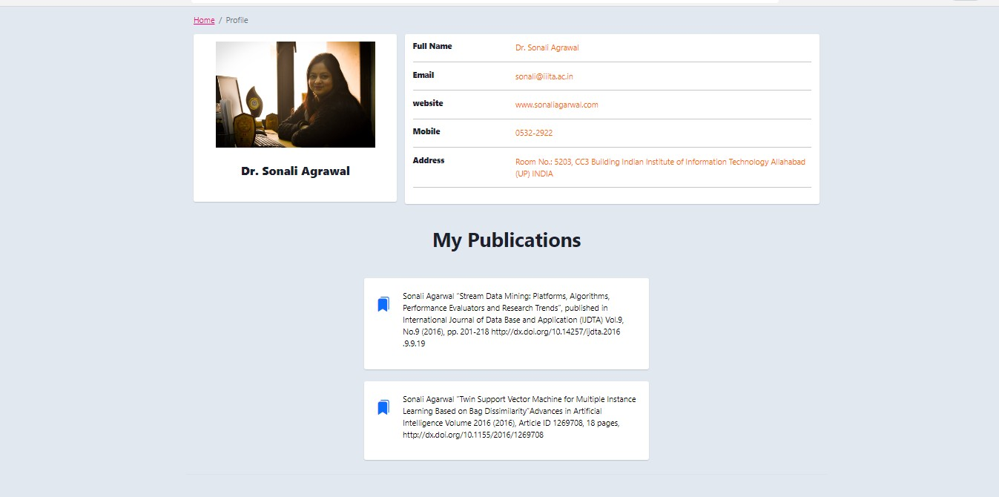 Home / Profile
Dr. Sonali Agrawal
Full Name Dr. Sonali Agrawal
Email sonali@iiita.ac.in
website www.sonaliagarwal.com
Mobile 0532-2922
Address Room No.: 5203, CC3 Building Indian Institute of Information Technology Allahabad
(UP) INDIA
My Publications
Sonali Agarwal "Stream Data Mining: Platforms, Algorithms,
Performance Evaluators and Research Trends", published in
International Journal of Data Base and Application (IJDTA) Vol.9,
No.9 (2016), pp. 201-218 http://dx.doi.org/10.14257/ijdta.2016
.9.9.19
Sonali Agarwal "Twin Support Vector Machine for Multiple Instance
Learning Based on Bag Dissimilarity"Advances in Artificial
Intelligence Volume 2016 (2016), Article ID 1269708, 18 pages,
http://dx.doi.org/10.1155/2016/1269708